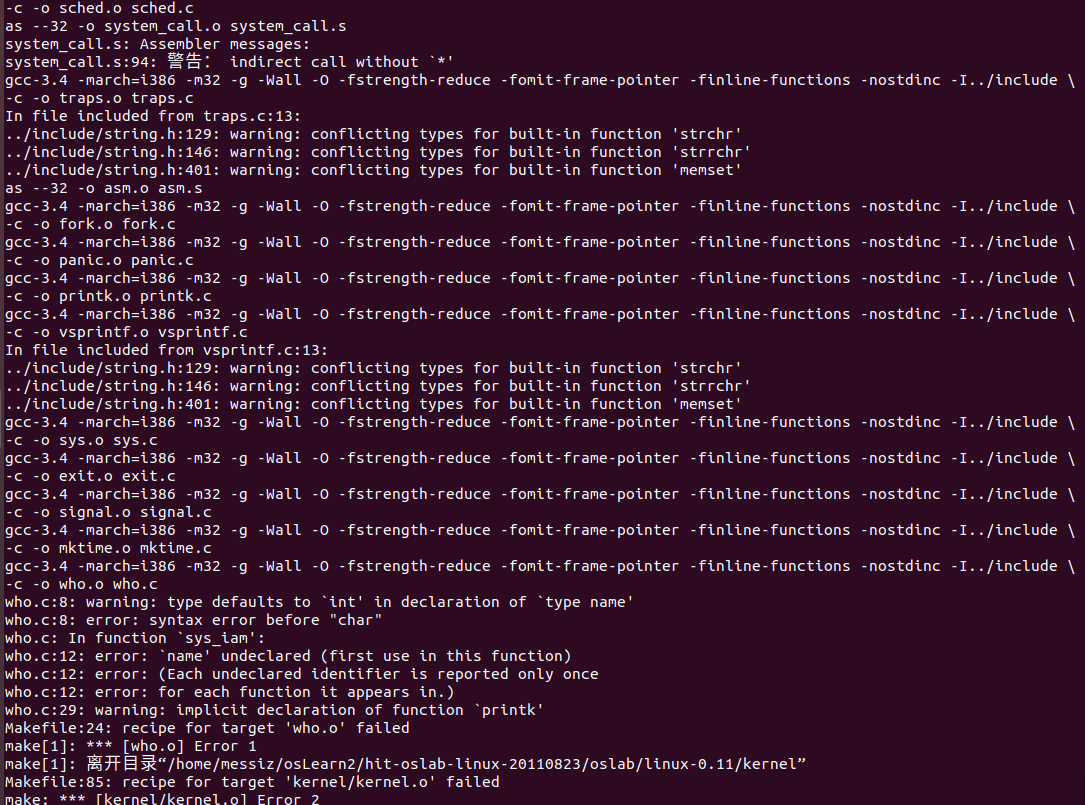 -c -o sched.o sched.c
as --32 -o system_call.o system_call.s
system_call.s: Assembler messages:
system_call.s:94: 警告： indirect call without `*'
gcc-3.4 -march=i386 -m32 -g -Wall -O -fstrength-reduce -fomit-frame-pointer -finline-functions -nostdinc -I../include \
-c -o traps.o traps.c
In file included from traps.c:13:
../include/string.h:129: warning: conflicting types for built-in function 'strchr'
../include/string.h:146: warning: conflicting types for built-in function 'strrchr'
../include/string.h:401: warning: conflicting types for built-in function 'memset'
as --32 -o asm.o asm.s
gcc-3.4 -march=i386 -m32 -g -Wall -O -fstrength-reduce -fomit-frame-pointer -finline-functions -nostdinc -I../include \
-c -o fork.o fork.c
gcc-3.4 -march=i386 -m32 -g -Wall -O -fstrength-reduce -fomit-frame-pointer -finline-functions -nostdinc -I../include \
-c -o panic.o panic.c
gcc-3.4 -march=i386 -m32 -g -Wall -O -fstrength-reduce -fomit-frame-pointer -finline-functions -nostdinc -I../include \
-c -o printk.o printk.c
gcc-3.4 -march=i386 -m32 -g -Wall -O -fstrength-reduce -fomit-frame-pointer -finline-functions -nostdinc -I../include \
-c -o vsprintf.o vsprintf.c
In file included from vsprintf.c:13:
../include/string.h:129: warning: conflicting types for built-in function 'strchr'
../include/string.h:146: warning: conflicting types for built-in function 'strrchr'
../include/string.h:401: warning: conflicting types for built-in function 'memset'
gcc-3.4 -march=i386 -m32 -g -Wall -O -fstrength-reduce -fomit-frame-pointer -finline-functions -nostdinc -I../include \
-c -o sys.o sys.c
gcc-3.4 -march=i386 -m32 -g -Wall -O -fstrength-reduce -fomit-frame-pointer -finline-functions -nostdinc -I../include \
-c -o exit.o exit.c
gcc-3.4 -march=i386 -m32 -g -Wall -O -fstrength-reduce -fomit-frame-pointer -finline-functions -nostdinc -I../include \
-c -o signal.o signal.c
gcc-3.4 -march=i386 -m32 -g -Wall -O -fstrength-reduce -fomit-frame-pointer -finline-functions -nostdinc -I../include \
-c -o mktime.o mktime.c
gcc-3.4 -march=i386 -m32 -g -Wall -O -fstrength-reduce -fomit-frame-pointer -finline-functions -nostdinc -I../include \
-c -o who.o who.c
who.c:8: warning: type defaults to `int' in declaration of `type name'
who.c:8: error: syntax error before "char"
who.c: In function `sys_iam':
who.c:12: error: `name' undeclared (first use in this function)
who.c:12: error: (Each undeclared identifier is reported only once
who.c:12: error: for each function it appears in.)
who.c:29: warning: implicit declaration of function `printk'
Makefile:24: recipe for target 'who.o' failed
make[1]: *** [who.o] Error 1
make[1]: 离开目录“/home/messiz/osLearn2/hit-oslab-linux-20110823/oslab/linux-0.11/kernel”
Makefile:85: recipe for target 'kernel/kernel.o' failed
make: *** [kernel/kernel.o] Error 2